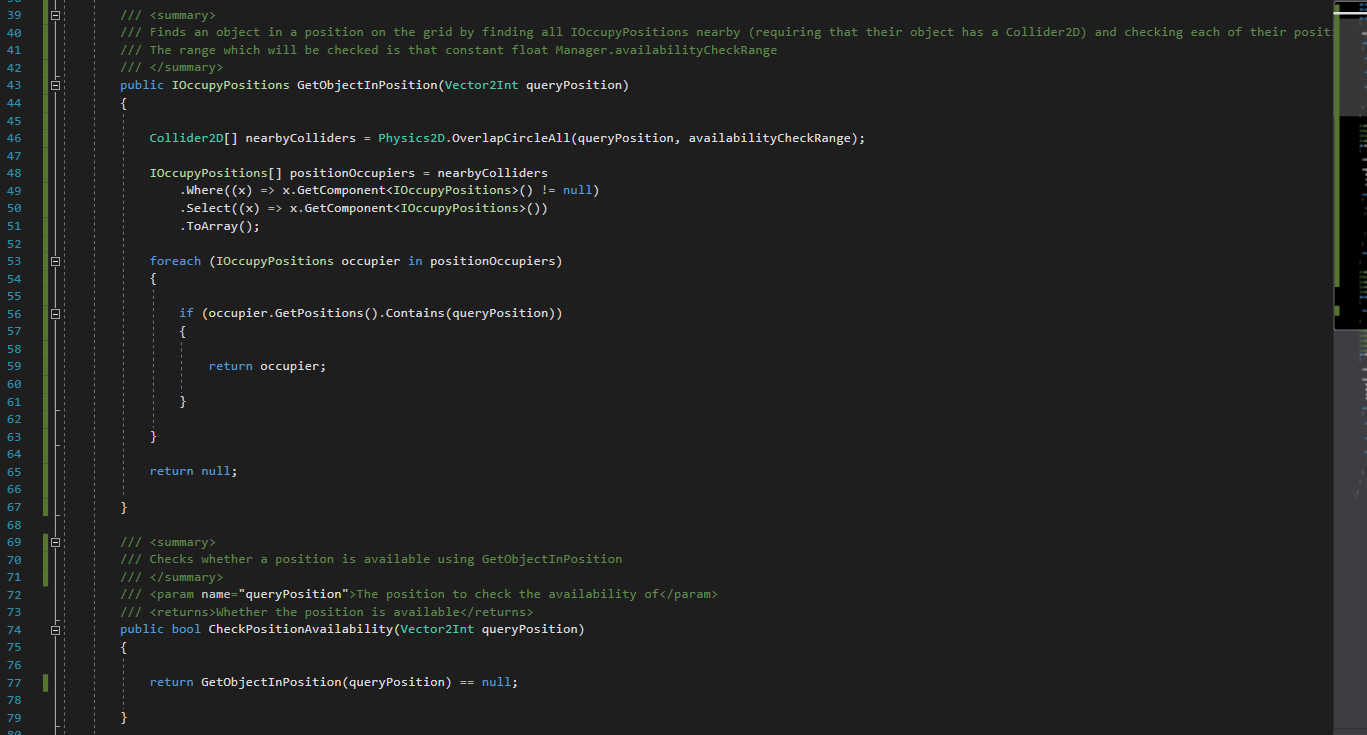 39 /// <summary>
40 /// Finds an object in a position on the grid by finding all IOccupyPositions nearby (requiring that their object has a Collider2D) and checking each of their
41 /// The range which will be checked is that constant float Manager.availabilityCheckRange
42 /// </summary>
43 public IOccupyPositions GetObjectInPosition(Vector2Int queryPosition)
44 {
45
46 Collider2D[] nearbyColliders = Physics2D.OverlapCircleAll(queryPosition, availabilityCheckRange);
47
48 IOccupyPositions[] positionOccupiers = nearbyColliders
49 .Where((x) => x.GetComponent<IOccupyPositions>() != null)
50 .Select((x) => x.GetComponent<IOccupyPositions>())
51 .ToArray();
52
53 foreach (IOccupyPositions occupier in positionOccupiers)
54 {
55
56 if (occupier.GetPositions().Contains(queryPosition))
57 {
58
59 return occupier;
60
61 }
62
63 }
64
65 return null;
66
67 }
68
69 /// <summary>
70 /// Checks whether a position is available using GetObjectInPosition
71 /// </summary>
72 /// <param name="queryPosition">The position to check the availability of</param>
73 /// <returns>Whether the position is available</returns>
74 public bool CheckPositionAvailability(Vector2Int queryPosition)
75 {
76
77 return GetObjectInPosition(queryPosition) == null;
78
79 }